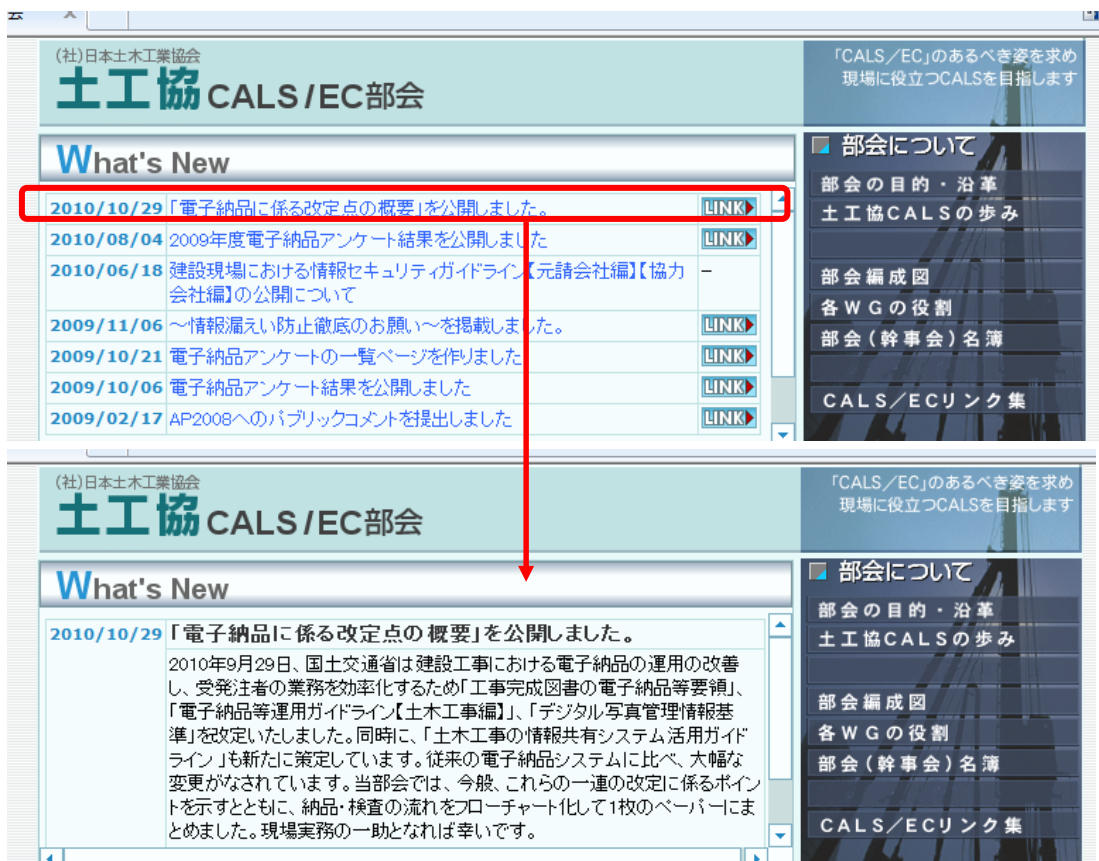 会
(社)日本土木工業協会
土工協 CALS/EC部会
「CALS/EC」のあるべき姿を求め
現場に役立つCALSを目指します
What's New
2010/10/29 「電子納品に係る改定点の概要」を公開しました。 LINK
2010/08/04 2009年度電子納品アンケート結果を公開しました LINK
2010/06/18 建設現場における情報セキュリティガイドライン【元請会社編】【協力 -
会社編】の公開について
2009/11/06 ～情報漏えい防止徹底のお願い～を掲載しました。 LINK
2009/10/21 電子納品アンケートの一覧ページを作りました LINK
2009/10/06 電子納品アンケート結果を公開しました LINK
2009/02/17 AP2008へのパブリックコメントを提出しました LINK
部会について
部会の目的・沿革
土工協CALSの歩み
部会編成図
各WGの役割
部会(幹事会)名簿
CALS/ECリンク集
(社)日本土木工業協会
土工協 CALS/EC部会
「CALS/EC」のあるべき姿を求め
現場に役立つCALSを目指します
What's New
2010/10/29 「電子納品に係る改定点の概要」を公開しました。
2010年9月29日、国土交通省は建設工事における電子納品の運用の改善
し、受発注者の業務を効率化するため「工事完成図書の電子納品等要領」、
「電子納品等運用ガイドライン【土木工事編】」、「デジタル写真管理情報基
準」を改定いたしました。同時に、「土木工事の情報共有システム活用ガイド
ライン」も新たに策定しています。従来の電子納品システムに比べ、大幅な
変更がなされています。当部会では、今般、これらの一連の改定に係るポイン
トを示すとともに、納品・検査の流れをフローチャート化して1枚のペーパーにま
とめました。現場実務の一助となれば幸いです。
部会について
部会の目的・沿革
土工協CALSの歩み
部会編成図
各WGの役割
部会(幹事会)名簿
CALS/ECリンク集